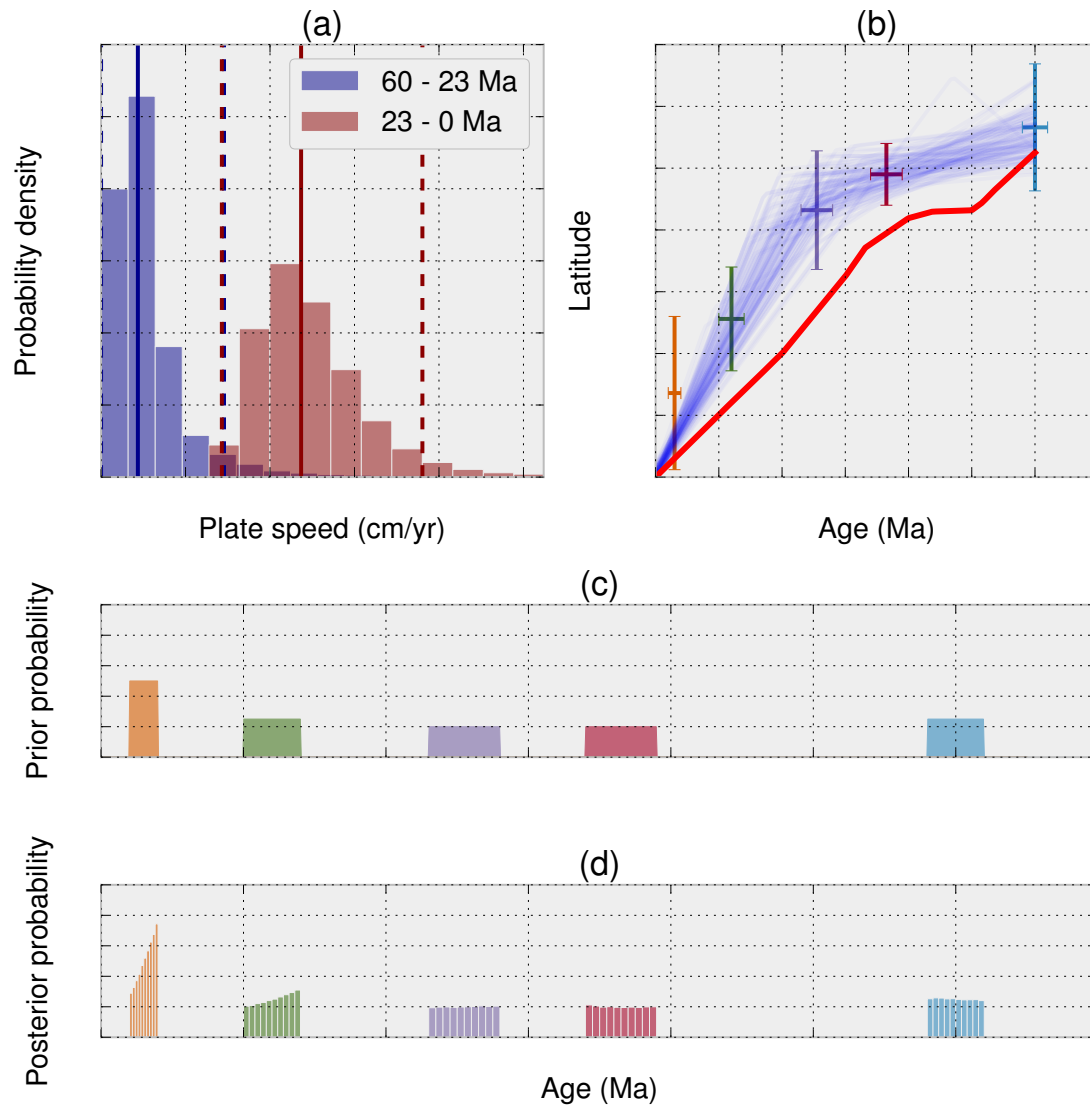 (a)
(b)
60 - 23 Ma
23 - 0 Ma
Probability density
Latitude
Plate speed (cm/yr)
Age (Ma)
(c)
Prior probability
(d)
Posterior probability
Age (Ma)